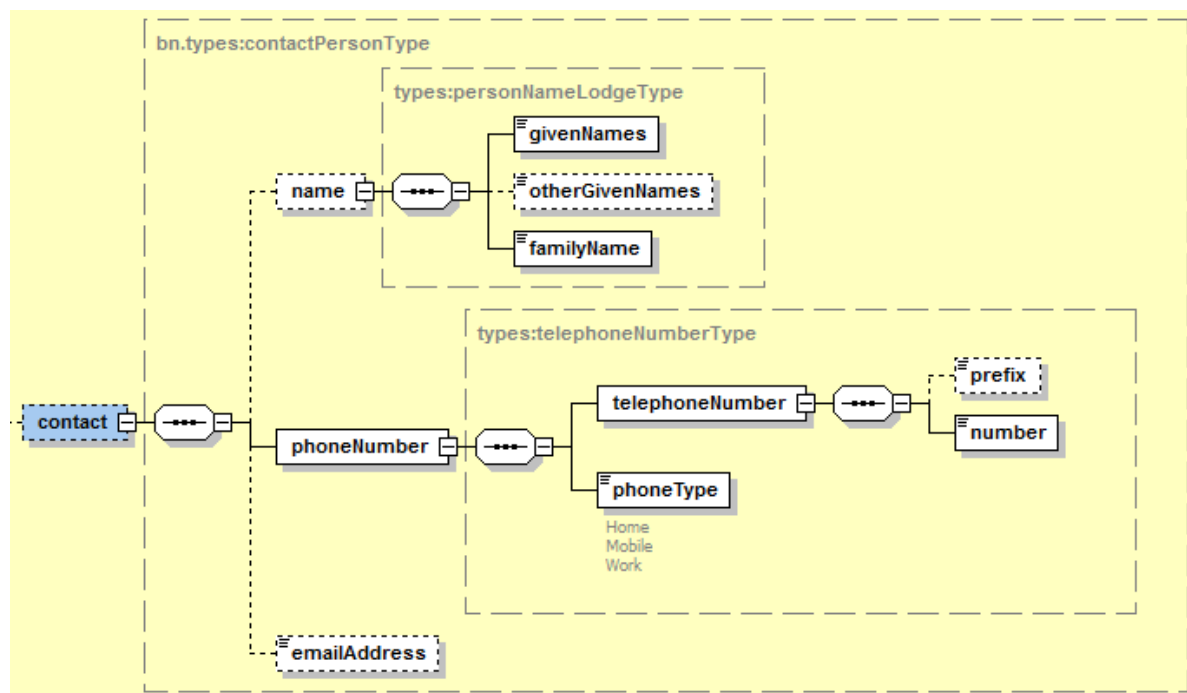 bn.types:contactPersonType
types:personNameLodgeType
givenNames
name
otherGivenNames
familyName
types:telephoneNumberType
prefix
telephoneNumber
contact
number
phoneNumber
phoneType
Home
Mobile
Work
emailAddress